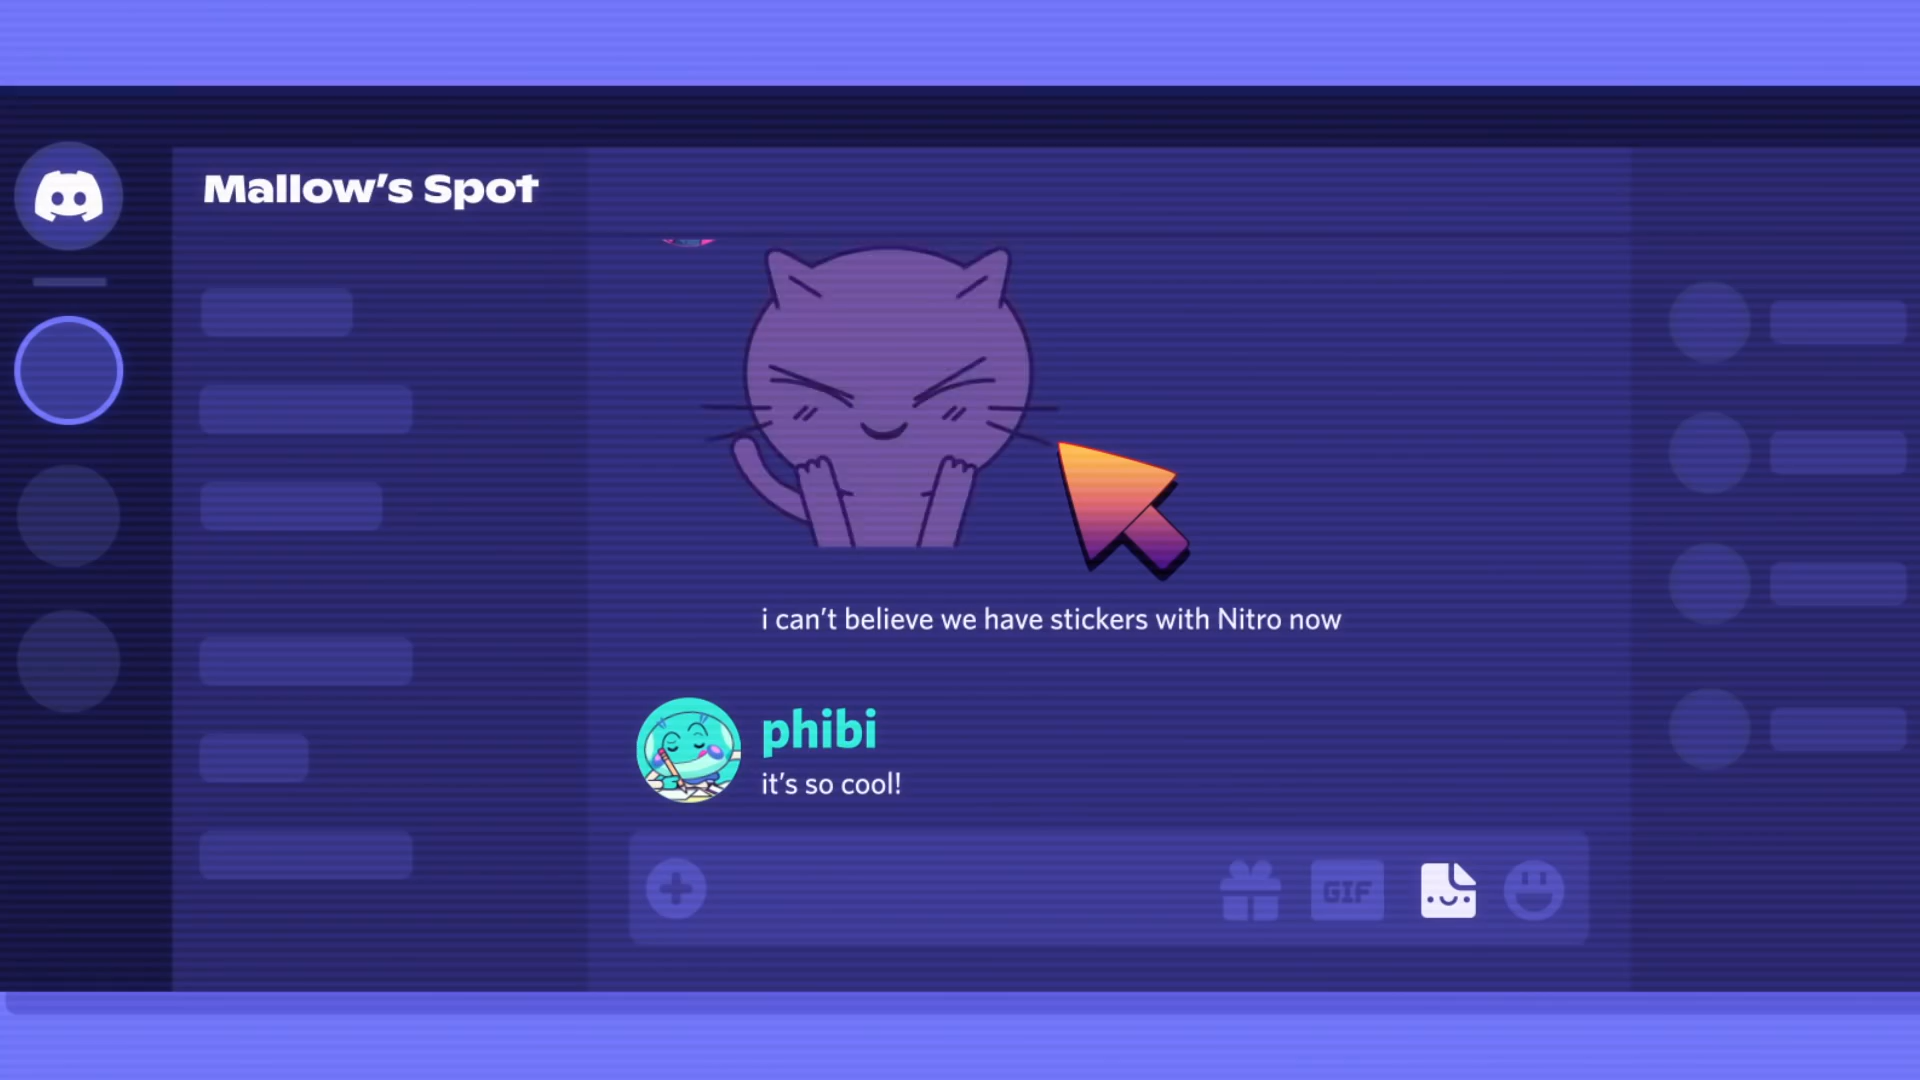 Mallow's Spot
i can't believe we have stickers with Nitro now
phibi
it's so cool!
GIF